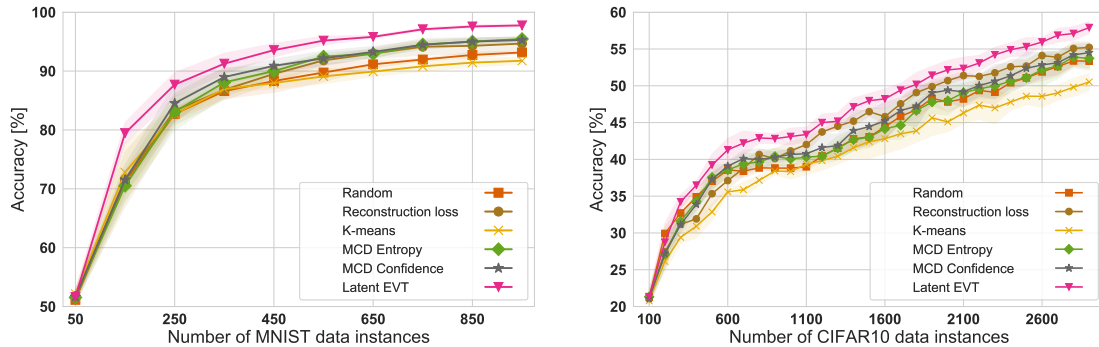 100
90
80
70
60
50
Accuracy [%]
50
250
450
650
850
Number of MNIST data instances
Random
Reconstruction loss
K-means
MCD Entropy
MCD Confidence
Latent EVT
60
55
50
45
40
35
30
25
20
Accuracy [%]
100
600
1100
1600
2100
2600
Number of CIFAR10 data instances
Random
Reconstruction loss
K-means
MCD Entropy
MCD Confidence
Latent EVT